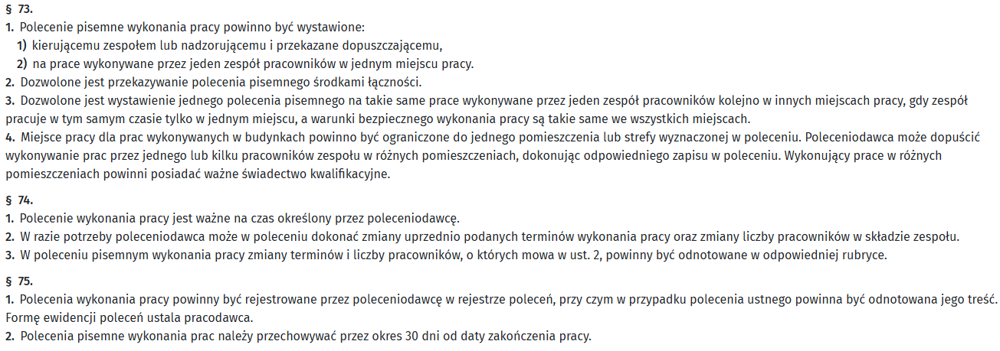 § 73.
1. Polecenie pisemne wykonania pracy powinno być wystawione:
1) kierującemu zespołem lub nadzorującemu i przekazane dopuszczającemu,
2) na prace wykonywane przez jeden zespół pracowników w jednym miejscu pracy.
2. Dozwolone jest przekazywanie polecenia pisemnego środkami łączności.
3. Dozwolone jest wystawienie jednego polecenia pisemnego na takie same prace wykonywane przez jeden zespół pracowników kolejno w innych miejscach pracy, gdy zespół
pracuje w tym samym czasie tylko w jednym miejscu, a warunki bezpiecznego wykonania pracy są takie same we wszystkich miejscach.
4. Miejsce pracy dla prac wykonywanych w budynkach powinno być ograniczone do jednego pomieszczenia lub strefy wyznaczonej w poleceniu. Poleceniodawca może dopuścić
wykonywanie prac przez jednego lub kilku pracowników zespołu w różnych pomieszczeniach, dokonując odpowiedniego zapisu w poleceniu. Wykonujący prace w różnych
pomieszczeniach powinni posiadać ważne świadectwo kwalifikacyjne.
§ 74.
1. Polecenie wykonania pracy jest ważne na czas określony przez poleceniodawcę.
2. W razie potrzeby poleceniodawca może w poleceniu dokonać zmiany uprzednio podanych terminów wykonania pracy oraz zmiany liczby pracowników w składzie zespołu.
3. W poleceniu pisemnym wykonania pracy zmiany terminów i liczby pracowników, o których mowa w ust. 2, powinny być odnotowane w odpowiedniej rubryce.
§ 75.
1. Polecenia wykonania pracy powinny być rejestrowane przez poleceniodawcę w rejestrze poleceń, przy czym w przypadku polecenia ustnego powinna być odnotowana jego treść.
Formę ewidencji poleceń ustala pracodawca.
2. Polecenia pisemne wykonania prac należy przechowywać przez okres 30 dni od daty zakończenia pracy.